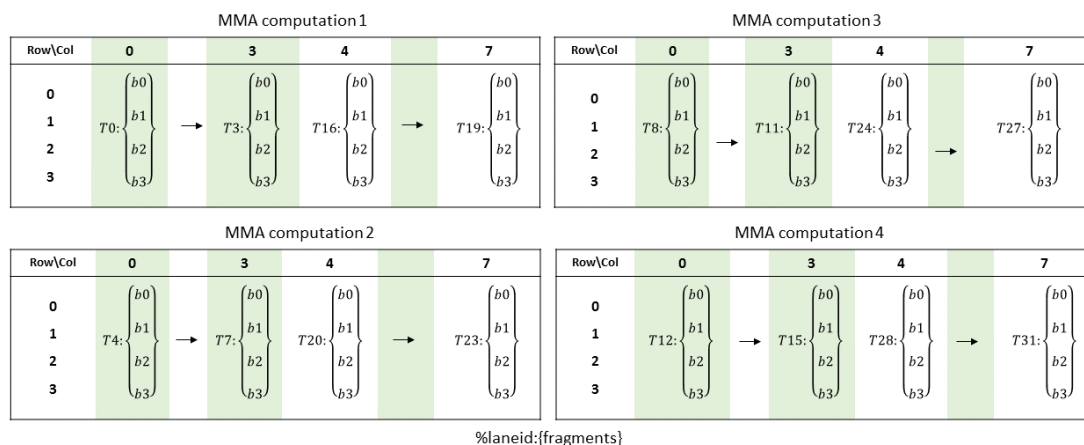 MMA computation 1
Row\Col 0 3 4 7
0
1
2
3
T0: {b0 b1 b2 b3} → T3: {b0 b1 b2 b3} T16: {b0 b1 b2 b3} → T19: {b0 b1 b2 b3}
MMA computation 3
Row\Col 0 3 4 7
0
1
2
3
T8: {b0 b1 b2 b3} → T11: {b0 b1 b2 b3} T24: {b0 b1 b2 b3} → T27: {b0 b1 b2 b3}
MMA computation 2
Row\Col 0 3 4 7
0
1
2
3
T4: {b0 b1 b2 b3} → T7: {b0 b1 b2 b3} T20: {b0 b1 b2 b3} → T23: {b0 b1 b2 b3}
MMA computation 4
Row\Col 0 3 4 7
0
1
2
3
T12: {b0 b1 b2 b3} → T15: {b0 b1 b2 b3} T28: {b0 b1 b2 b3} → T31: {b0 b1 b2 b3}
%laneid:{fragments}